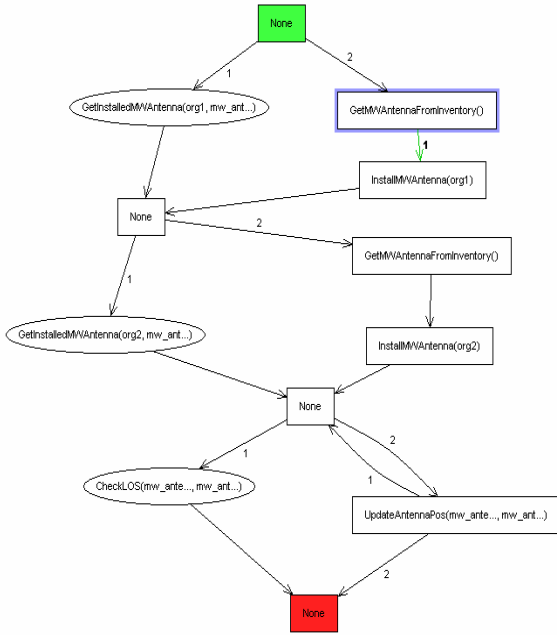 None
1
2
GetInstalledMWAntenna(org1, mw_ant...)
GetMWAntennaFromInventory()
1
InstallMWAntenna(org1)
None
2
GetMWAntennaFromInventory()
1
GetInstalledMWAntenna(org2, mw_ant...)
InstallMWAntenna(org2)
None
1
2
CheckLOS(mw_ante..., mw_ant...)
1
UpdateAntennaPos(mw_ante..., mw_ant...)
2
None